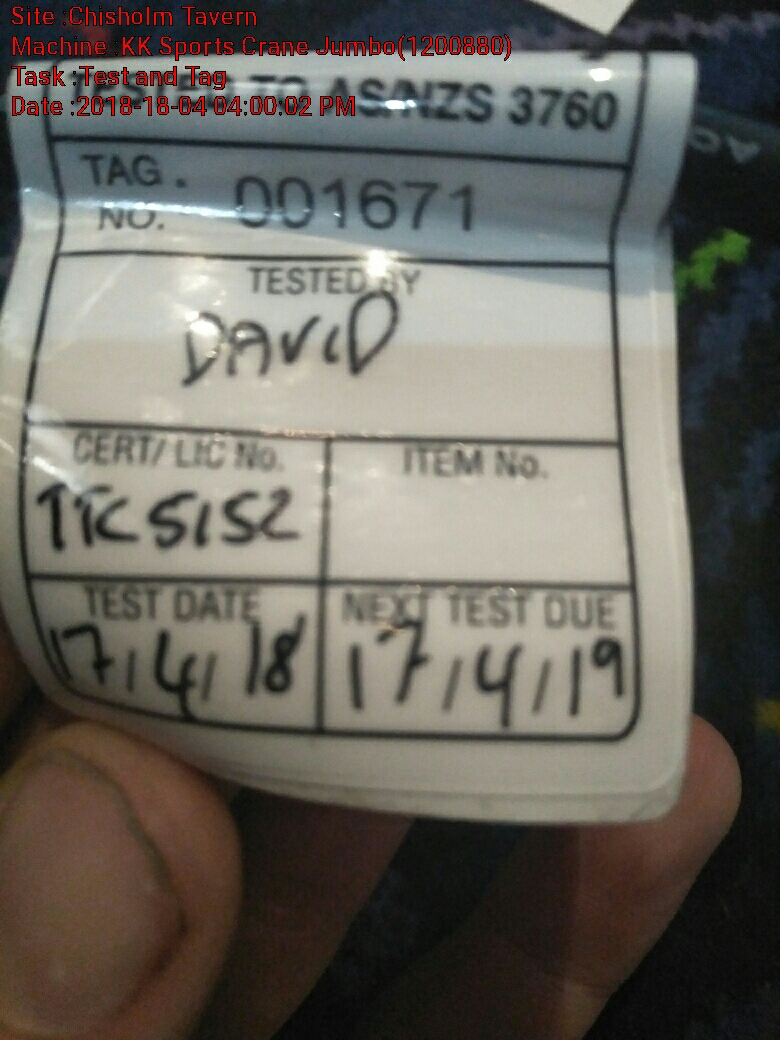 Site :Chisholm Tavern
Machine :KK Sports Crane Jumbo(1200880)
Task :Test and Tag
Date :2018-18-04 04:00:02 PM
TO AS/NZS 3760
TAG . 001671
NO.
TESTED BY
DAVID
CERT/ LIC No. ITEM No.
TTC5152
TEST DATE NEXT TEST DUE
17/4/18 17/4/19